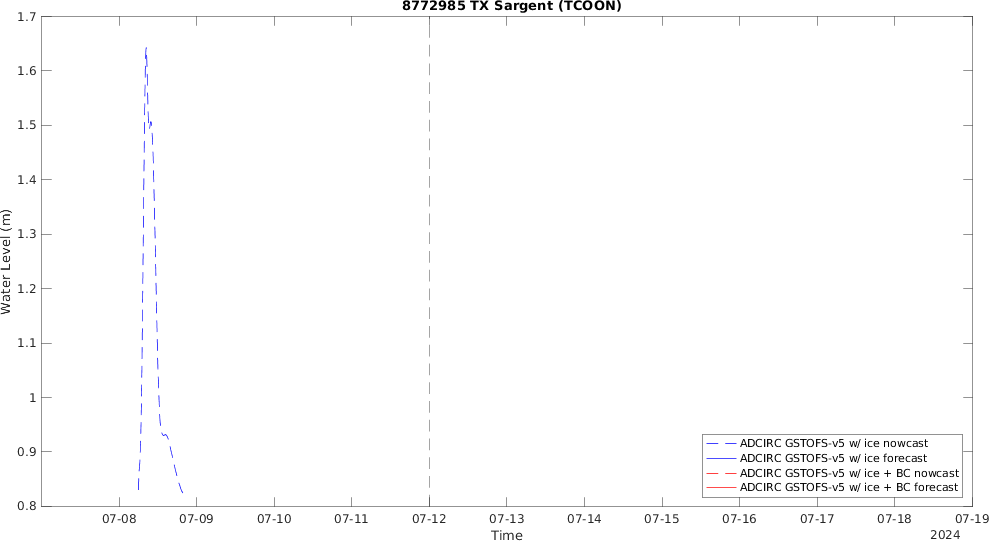 8772985 TX Sargent (TCOON)
1.7
1.6
1.5
1.4
1.3
1.2
1.1
1
0.9
0.8
Water Level (m)
07-08 07-09 07-10 07-11 07-12 07-13 07-14 07-15 07-16 07-17 07-18 07-19
Time
2024
ADCIRC GSTOFS-v5 w/ ice nowcast
ADCIRC GSTOFS-v5 w/ ice forecast
ADCIRC GSTOFS-v5 w/ ice + BC nowcast
ADCIRC GSTOFS-v5 w/ ice + BC forecast